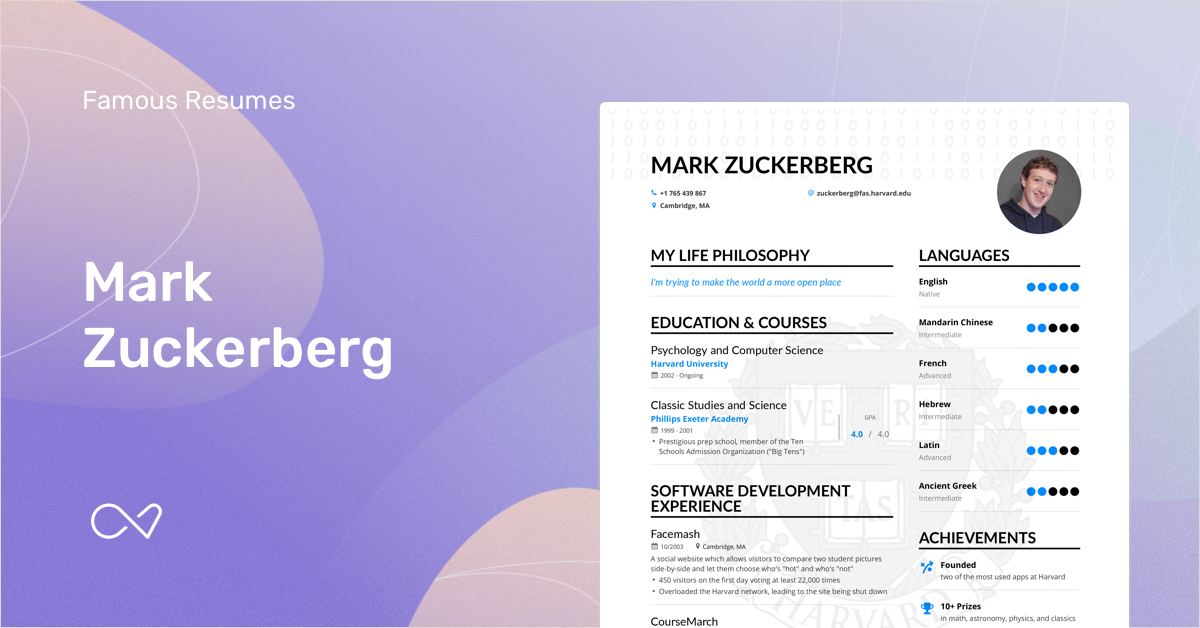 Famous Resumes
Mark
Zuckerberg
MARK ZUCKERBERG
+1 765 439 867
zuckerberg@fas.harvard.edu
Cambridge, MA
MY LIFE PHILOSOPHY
I'm trying to make the world a more open place
EDUCATION & COURSES
Psychology and Computer Science
Harvard University
2002 - Ongoing
Classic Studies and Science
Phillips Exeter Academy
1999 - 2001
• Prestigious prep school, member of the Ten
Schools Admission Organization ("Big Tens")
GPA
4.0 / 4.0
SOFTWARE DEVELOPMENT
EXPERIENCE
Facemash
10/2003 Cambridge, MA
A social website which allows visitors to compare two student pictures
side-by-side and let them choose who's "hot" and who's "not"
• 450 visitors on the first day voting at least 22,000 times
• Overloaded the Harvard network, leading to the site being shut down
CourseMarch
LANGUAGES
English
Native
Mandarin Chinese
Intermediate
French
Advanced
Hebrew
Intermediate
Latin
Advanced
Ancient Greek
Intermediate
ACHIEVEMENTS
Founded
two of the most used apps at Harvard
10+ Prizes
in math, astronomy, physics, and classics
VE RI
TAS
HARVARD